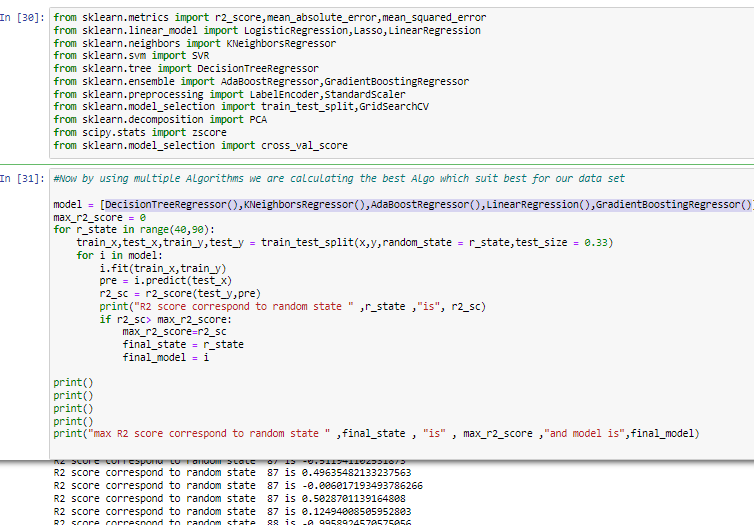 In [30]: from sklearn.metrics import r2_score,mean_absolute_error,mean_squared_error
from sklearn.linear_model import LogisticRegression,Lasso,LinearRegression
from sklearn.neighbors import KNeighborsRegressor
from sklearn.svm import SVR
from sklearn.tree import DecisionTreeRegressor
from sklearn.ensemble import AdaBoostRegressor,GradientBoostingRegressor
from sklearn.preprocessing import LabelEncoder,StandardScaler
from sklearn.model_selection import train_test_split,GridSearchCV
from sklearn.decomposition import PCA
from scipy.stats import zscore
from sklearn.model_selection import cross_val_score
In [31]: #Now by using multiple Algorithms we are calculating the best Algo which suit best for our data set
model = [DecisionTreeRegressor(),KNeighborsRegressor(),AdaBoostRegressor(),LinearRegression(),GradientBoostingRegressor()]
max_r2_score = 0
for r_state in range(40,90):
    train_x,test_x,train_y,test_y = train_test_split(x,y,random_state = r_state,test_size = 0.33)
    for i in model:
        i.fit(train_x,train_y)
        pre = i.predict(test_x)
        r2_sc = r2_score(test_y,pre)
        print("R2 score correspond to random state " ,r_state ,"is", r2_sc)
        if r2_sc> max_r2_score:
            max_r2_score=r2_sc
            final_state = r_state
            final_model = i
print()
print()
print()
print()
print("max R2 score correspond to random state " ,final_state , "is" , max_r2_score ,"and model is",final_model)
R2 score correspond to random state  87 is
R2 score correspond to random state  87 is 0.49635482133237563
R2 score correspond to random state  87 is -0.006017193493786266
R2 score correspond to random state  87 is 0.5028701139164808
R2 score correspond to random state  87 is 0.12494008505952803
R2 score correspond to random state  88 is -0.9958924570575056